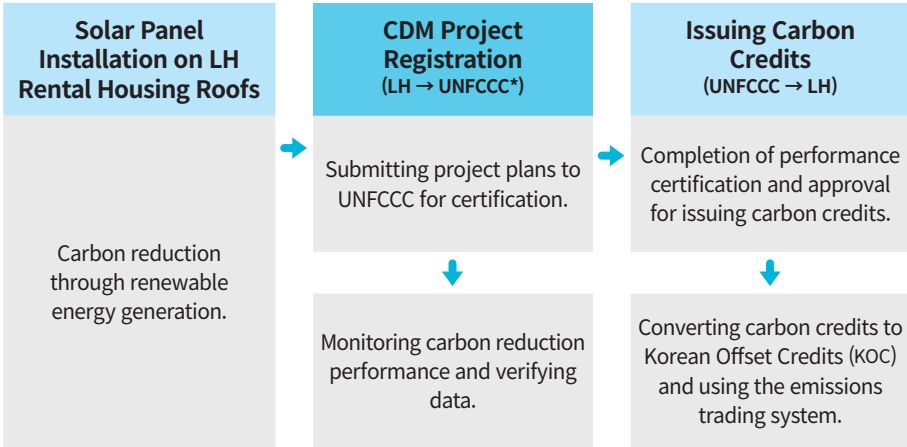 Solar Panel
Installation on LH
Rental Housing Roofs
Carbon reduction
through renewable
energy generation.
CDM Project
Registration
(LH → UNFCCC*)
Submitting project plans to
UNFCCC for certification.
Monitoring carbon reduction
performance and verifying
data.
Issuing Carbon
Credits
(UNFCCC → LH)
Completion of performance
certification and approval
for issuing carbon credits.
Converting carbon credits to
Korean Offset Credits (KOC)
and using the emissions
trading system.